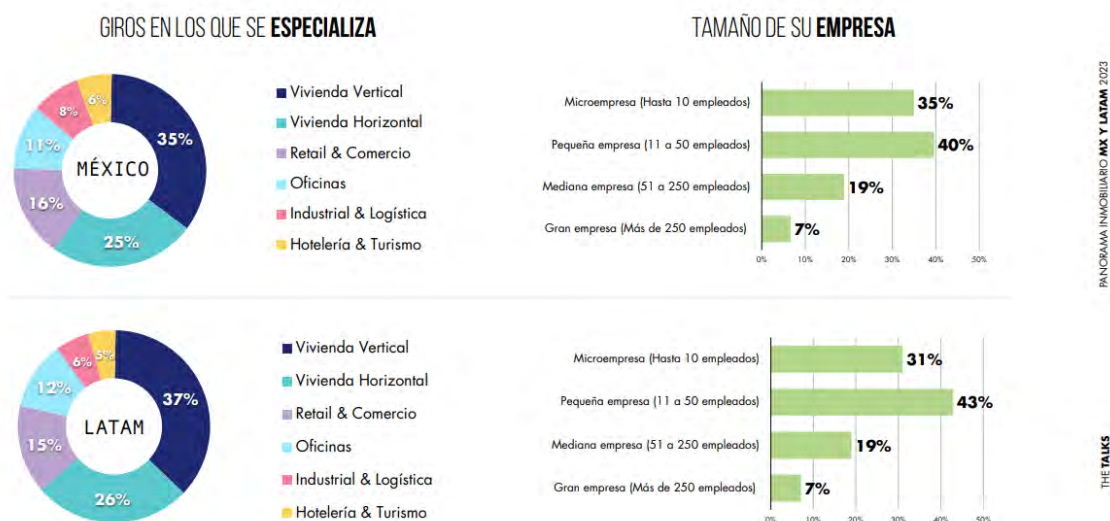 GIROS EN LOS QUE SE ESPECIALIZA
35%
25%
16%
11%
8%
6%
MÉXICO
Vivienda Vertical
Vivienda Horizontal
Retail & Comercio
Oficinas
Industrial & Logística
Hotelería & Turismo
TAMAÑO DE SU EMPRESA
Microempresa (Hasta 10 empleados) 35%
Pequeña empresa (11 a 50 empleados) 40%
Mediana empresa (51 a 250 empleados) 19%
Gran empresa (Más de 250 empleados) 7%
0% 10% 20% 30% 40% 50%
37%
26%
15%
12%
6%
5%
LATAM
Vivienda Vertical
Vivienda Horizontal
Retail & Comercio
Oficinas
Industrial & Logística
Hotelería & Turismo
Microempresa (Hasta 10 empleados) 31%
Pequeña empresa (11 a 50 empleados) 43%
Mediana empresa (51 a 250 empleados) 19%
Gran empresa (Más de 250 empleados) 7%
0% 10% 20% 30% 40% 50%
PANORAMA INMOBILIARIO MX Y LATAM 2023
THE TALKS